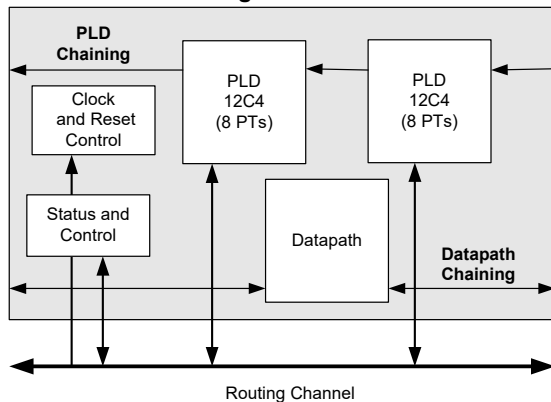 PLD
Chaining
PLD
12C4
(8 PTs)
PLD
12C4
(8 PTs)
Clock
and Reset
Control
Status and
Control
Datapath
Datapath
Chaining
Routing Channel